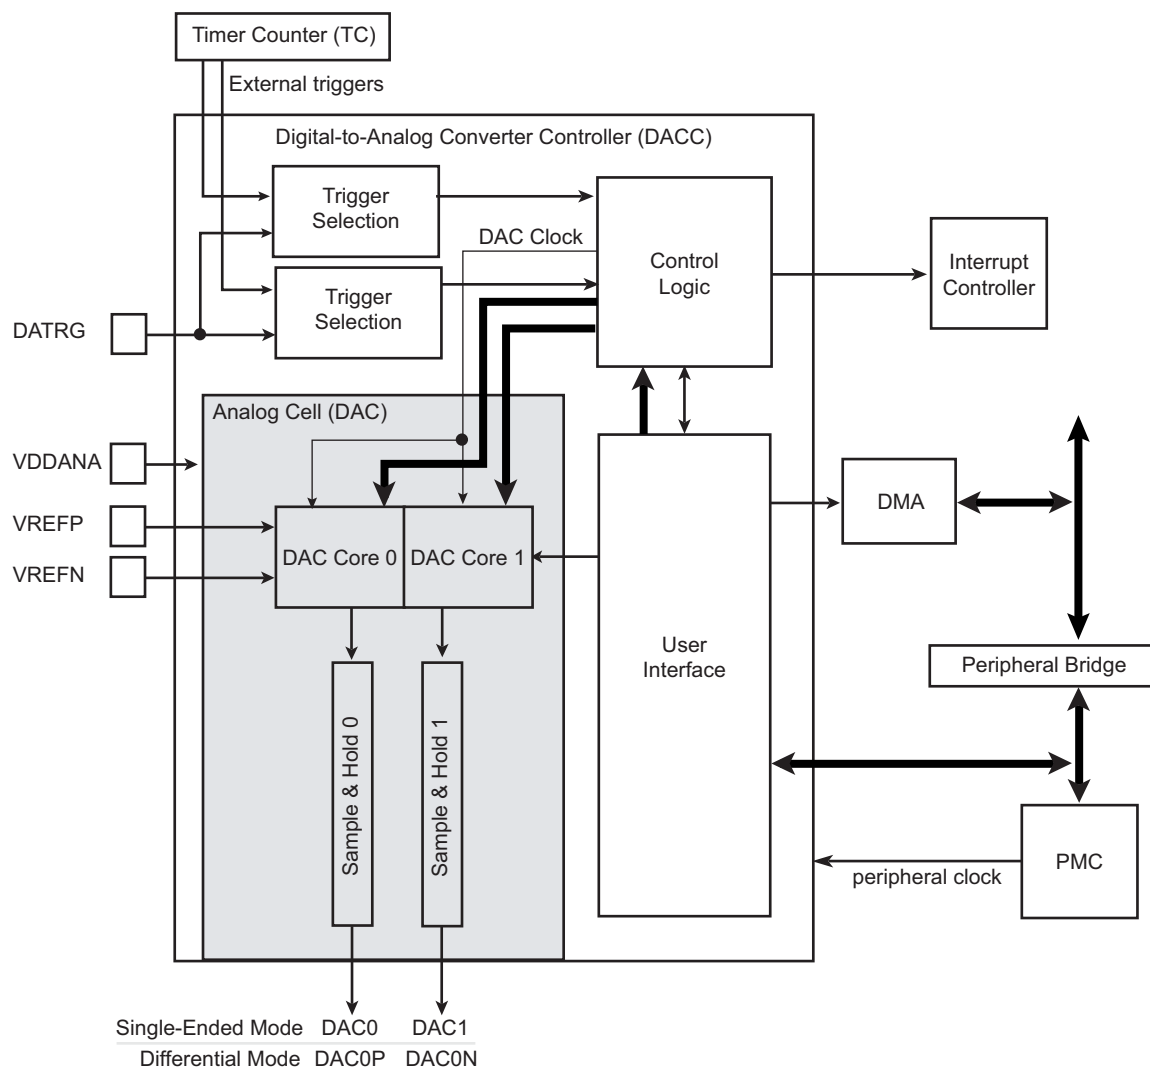 Timer Counter (TC)
External triggers
Digital-to-Analog Converter Controller (DACC)
Trigger
Selection
DAC Clock
Control
Logic
Interrupt
Controller
Trigger
Selection
DATRG
Analog Cell (DAC)
VDDANA
VREFP
VREFN
DAC Core 0
DAC Core 1
DMA
User
Interface
Peripheral Bridge
Sample & Hold 0
Sample & Hold 1
PMC
peripheral clock
Single-Ended Mode DAC0 DAC1
Differential Mode DAC0P DAC0N